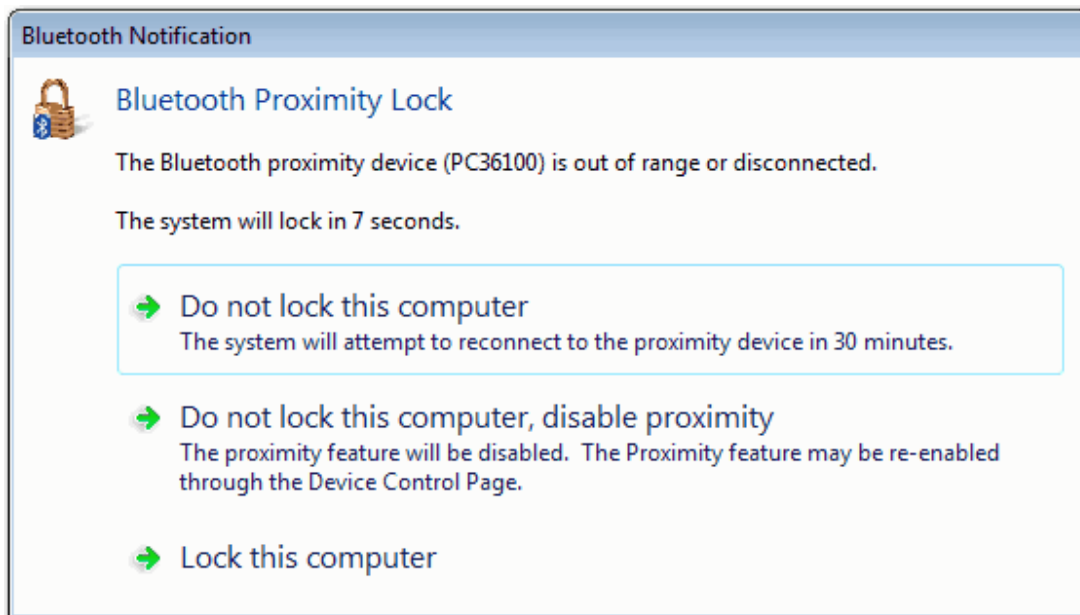 Bluetooth Notification
Bluetooth Proximity Lock
The Bluetooth proximity device (PC36100) is out of range or disconnected.
The system will lock in 7 seconds.
Do not lock this computer
The system will attempt to reconnect to the proximity device in 30 minutes.
Do not lock this computer, disable proximity
The proximity feature will be disabled.  The Proximity feature may be re-enabled
through the Device Control Page.
Lock this computer